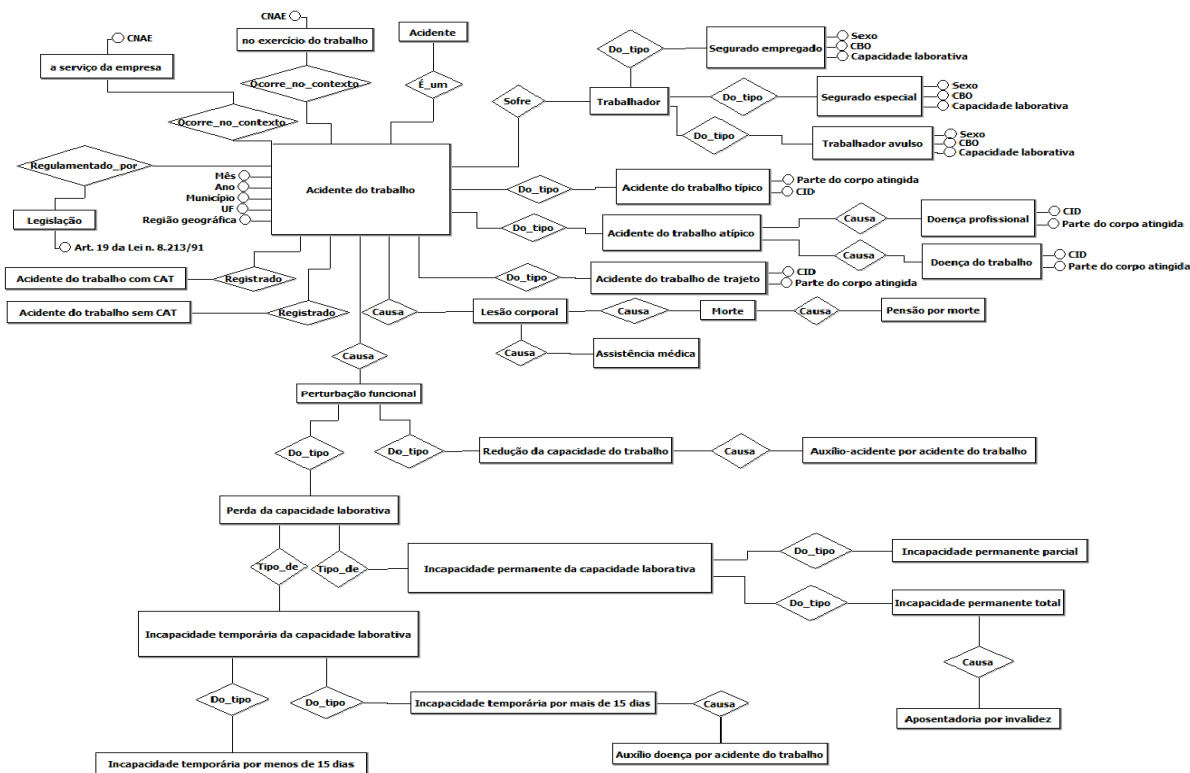 CNAE
no exercício do trabalho
CNAE
a serviço da empresa
Acidente
Ocorre_no_contexto
É_um
Ocorre_no_contexto
Sofre
Trabalhador
Do_tipo
Segurado empregado
Sexo
CBO
Capacidade laborativa
Do_tipo
Segurado especial
Sexo
CBO
Capacidade laborativa
Do_tipo
Trabalhador avulso
Sexo
CBO
Capacidade laborativa
Regulamentado_por
Legislação
Art. 19 da Lei n. 8.213/91
Mês
Ano
Município
UF
Região geográfica
Acidente do trabalho
Do_tipo
Acidente do trabalho típico
Parte do corpo atingida
CID
Do_tipo
Acidente do trabalho atípico
Causa
Doença profissional
CID
Parte do corpo atingida
Causa
Doença do trabalho
CID
Parte do corpo atingida
Do_tipo
Acidente do trabalho de trajeto
CID
Parte do corpo atingida
Acidente do trabalho com CAT
Registrado
Acidente do trabalho sem CAT
Registrado
Causa
Lesão corporal
Causa
Morte
Causa
Pensão por morte
Causa
Assistência médica
Causa
Perturbação funcional
Do_tipo
Do_tipo
Redução da capacidade do trabalho
Causa
Auxílio-acidente por acidente do trabalho
Perda da capacidade laborativa
Tipo_de
Tipo_de
Incapacidade permanente da capacidade laborativa
Do_tipo
Incapacidade permanente parcial
Do_tipo
Incapacidade permanente total
Causa
Aposentadoria por invalidez
Incapacidade temporária da capacidade laborativa
Do_tipo
Do_tipo
Incapacidade temporária por mais de 15 dias
Causa
Auxílio doença por acidente do trabalho
Incapacidade temporária por menos de 15 dias